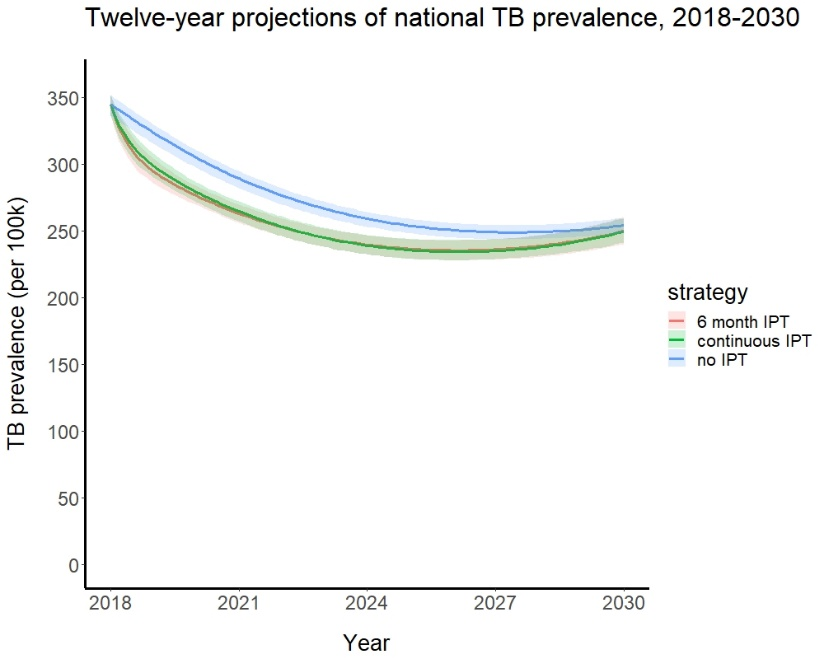 Twelve-year projections of national TB prevalence, 2018-2030
TB prevalence (per 100k)
350
300
250
200
150
100
50
0
2018 2021 2024 2027 2030
Year
strategy
6 month IPT
continuous IPT
no IPT